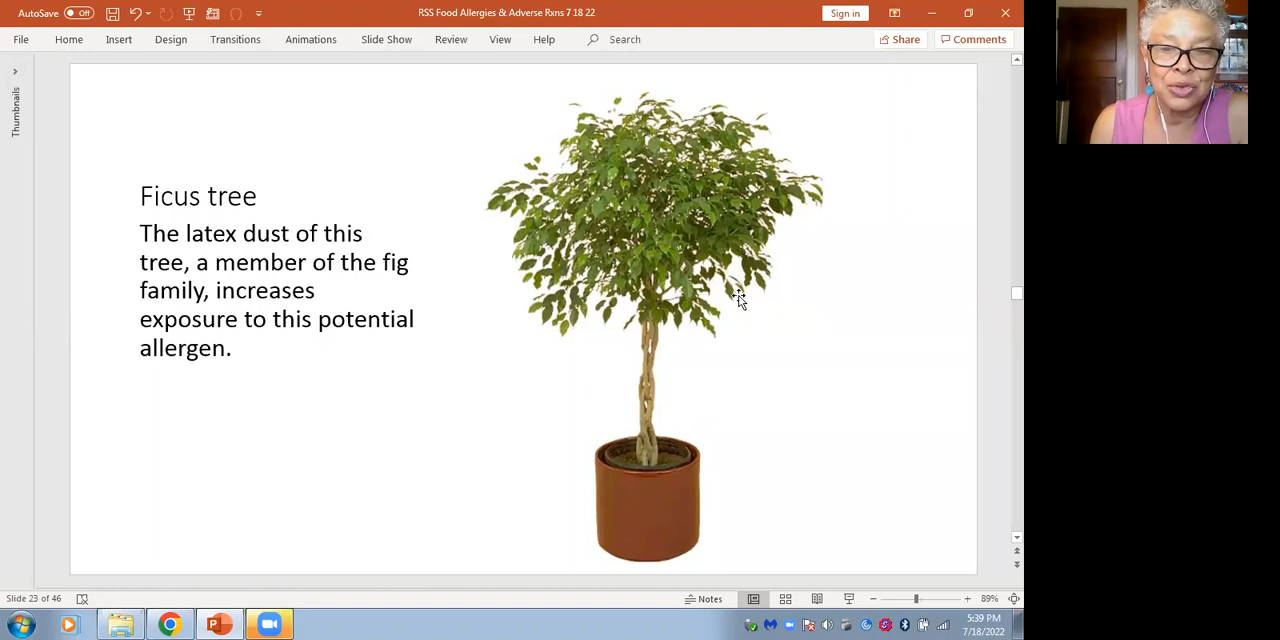 AutoSave Off
RSS Food Allergies & Adverse Rxns 7 18 22
Sign in
File Home Insert Design Transitions Animations Slide Show Review View Help Search Share Comments
Thumbnails
Ficus tree
The latex dust of this
tree, a member of the fig
family, increases
exposure to this potential
allergen.
Slide 23 of 46
Notes
89%
5:39 PM
7/18/2022